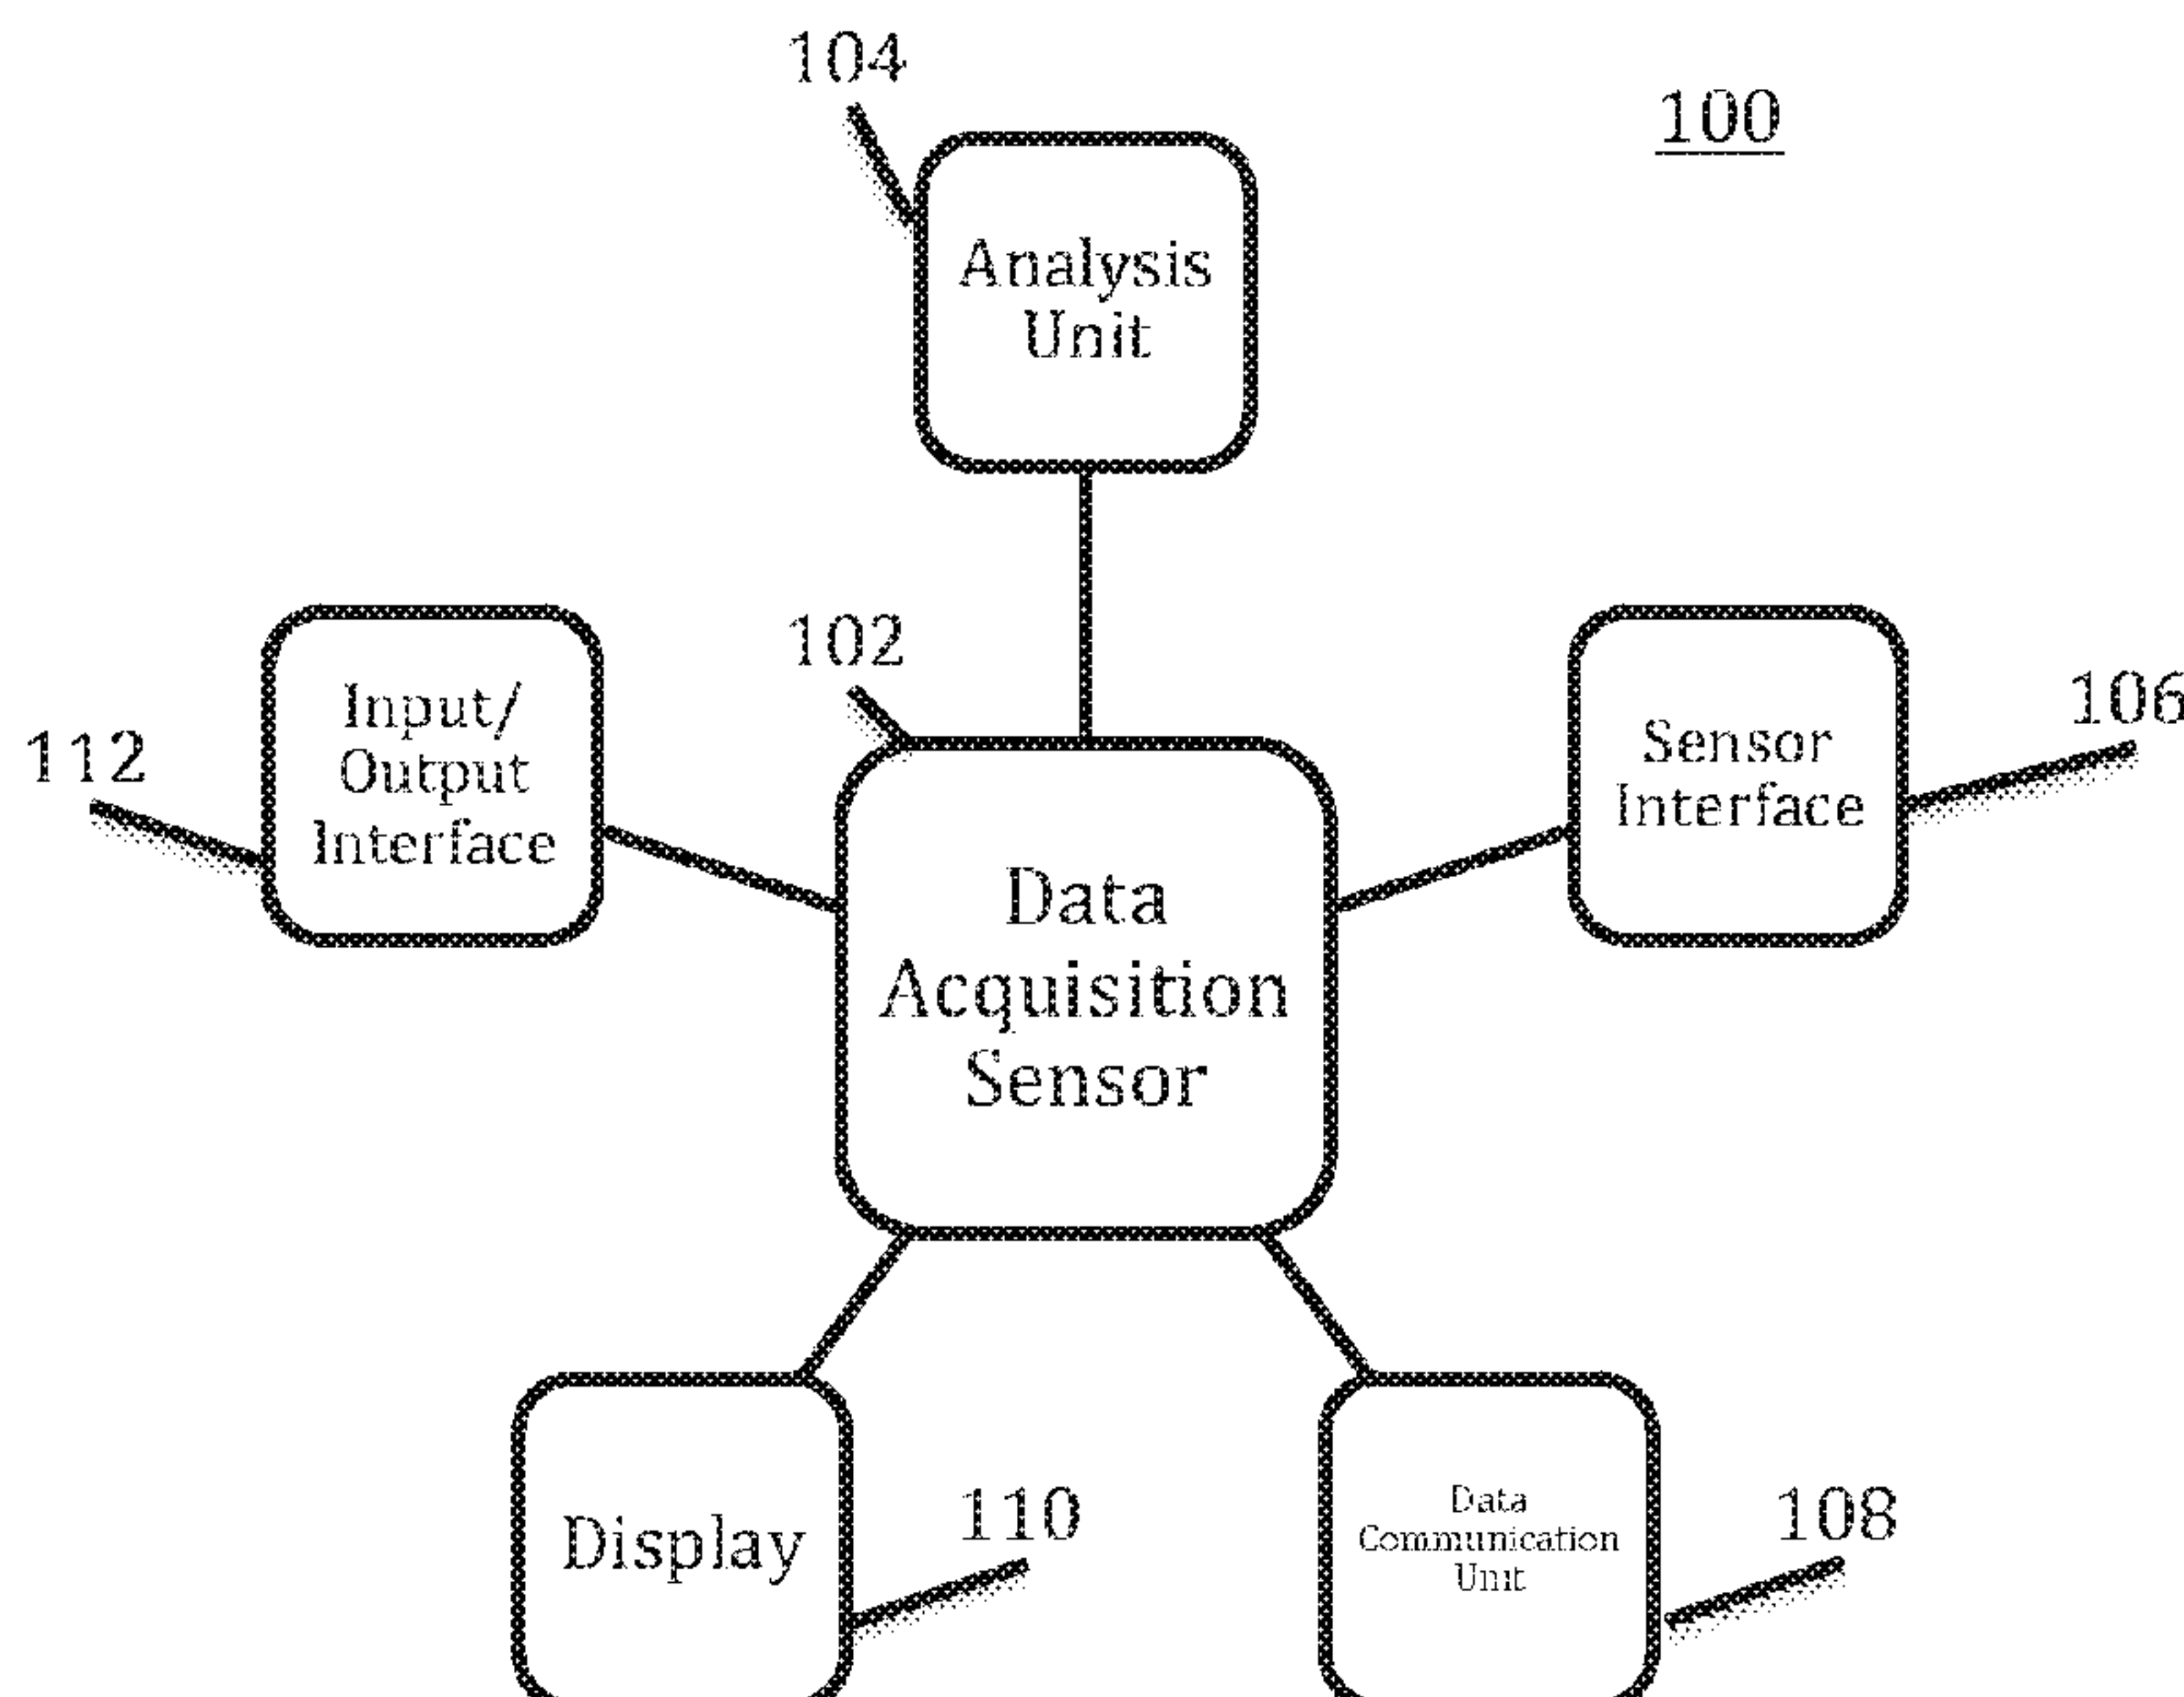 104
100
Analysis
Unit
102
Input/
Output
Interface
112
Sensor
Interface
106
Data
Acquisition
Sensor
Display
110
Data
Communication
Unit
108